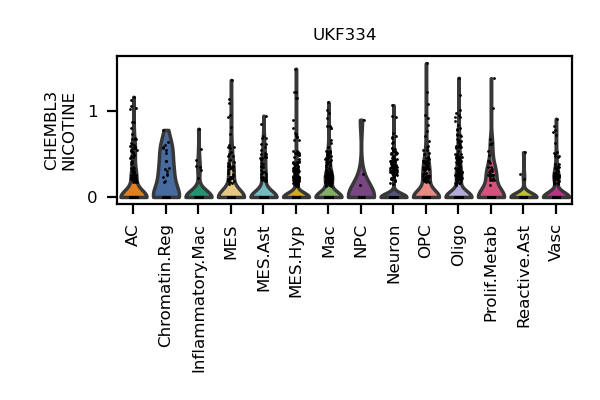 UKF334
CHEMBL3
NICOTINE
1
0
AC
Chromatin.Reg
Inflammatory.Mac
MES
MES.Ast
MES.Hyp
Mac
NPC
Neuron
OPC
Oligo
Prolif.Metab
Reactive.Ast
Vasc